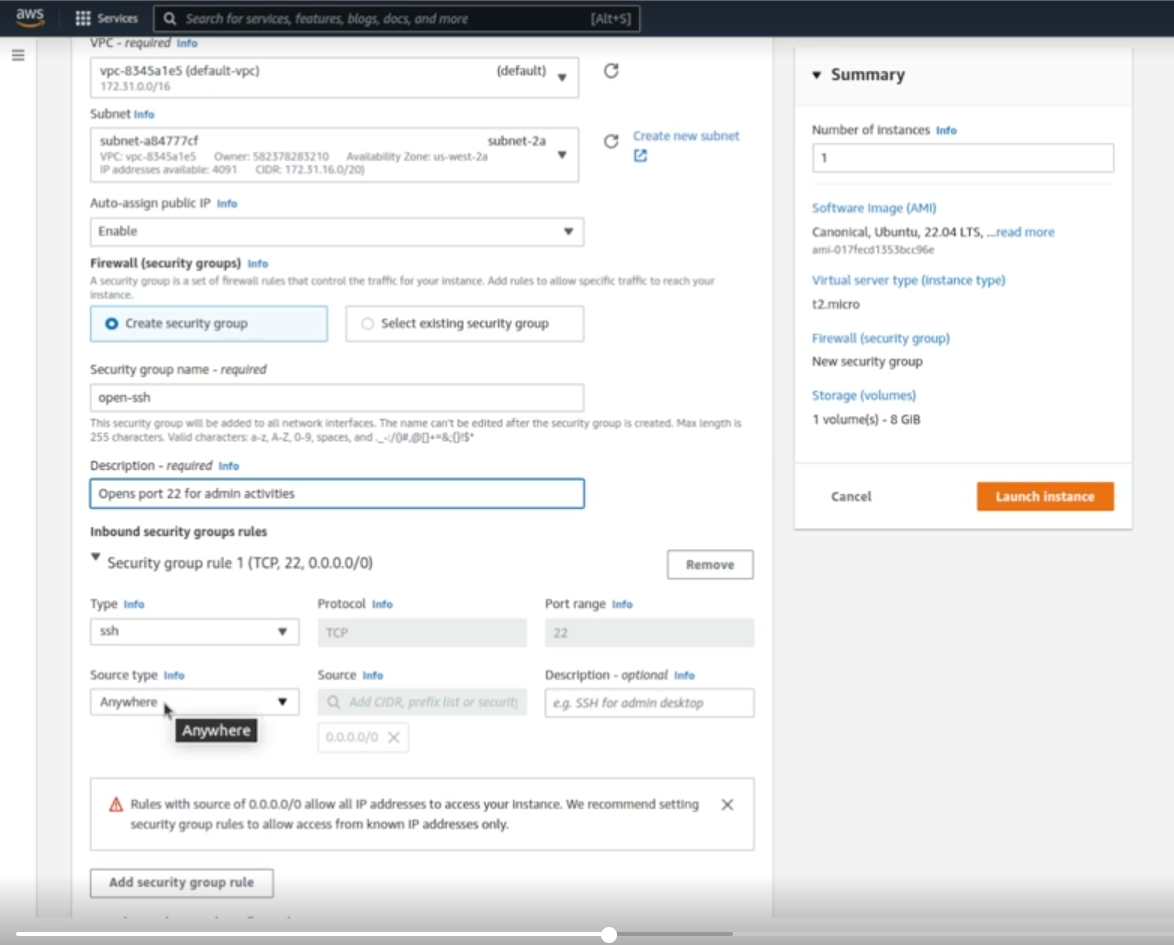 aws
Services
Search for services, features, blogs, docs, and more
[Alt+S]
VPC - required Info
vpc-8345a1e5 (default-vpc)
(default)
172.31.0.0/16
Subnet Info
subnet-a84777cf
subnet-2a
VPC: vpc-8345a1e5 Owner: 582378283210 Availability Zone: us-west-2a
IP addresses available: 4091 CIDR: 172.31.16.0/20)
Create new subnet
Auto-assign public IP Info
Enable
Firewall (security groups) Info
A security group is a set of firewall rules that control the traffic for your instance. Add rules to allow specific traffic to reach your
instance.
Create security group
Select existing security group
Security group name - required
open-ssh
This security group will be added to all network interfaces. The name can't be edited after the security group is created. Max length is
255 characters. Valid characters: a-z, A-Z, 0-9, spaces, and ._-:/()#,@[]+=&;{}!$*
Description - required Info
Opens port 22 for admin activities
Inbound security groups rules
Security group rule 1 (TCP, 22, 0.0.0.0/0)
Remove
Type Info
Protocol Info
Port range Info
ssh
TCP
22
Source type Info
Source Info
Description - optional Info
Anywhere
Add CIDR, prefix list or security
e.g. SSH for admin desktop
Anywhere
0.0.0.0/0
Rules with source of 0.0.0.0/0 allow all IP addresses to access your instance. We recommend setting
security group rules to allow access from known IP addresses only.
Add security group rule
Summary
Number of instances Info
1
Software Image (AMI)
Canonical, Ubuntu, 22.04 LTS, ...read more
ami-017fecd1353bcc96e
Virtual server type (instance type)
t2.micro
Firewall (security group)
New security group
Storage (volumes)
1 volume(s) - 8 GiB
Cancel
Launch instance